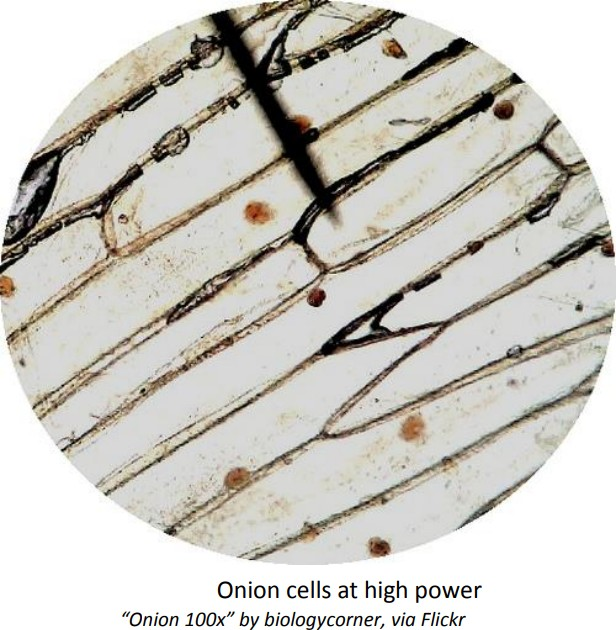 Onion cells at high power
“Onion 100x” by biologycorner, via Flickr